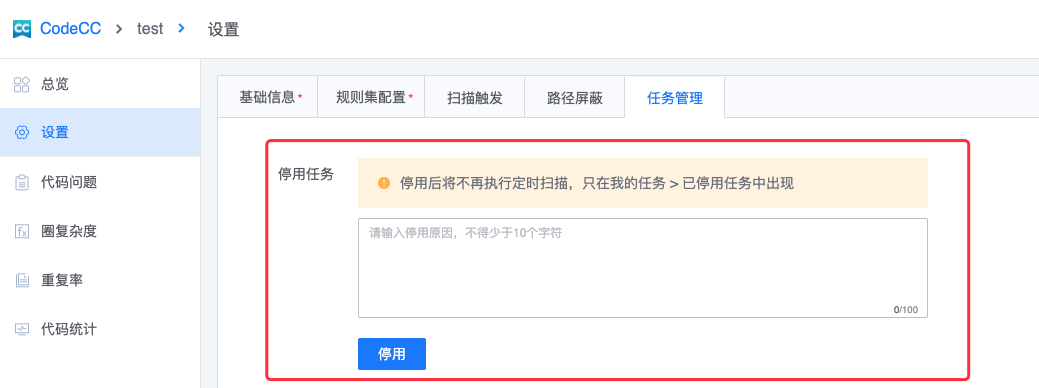 CodeCC > test > 设置
总览
设置
代码问题
圈复杂度
重复率
代码统计
基础信息* 规则集配置* 扫描触发 路径屏蔽 任务管理
停用任务
停用后将不再执行定时扫描，只在我的任务 > 已停用任务中出现
请输入停用原因，不得少于10个字符
0/100
停用